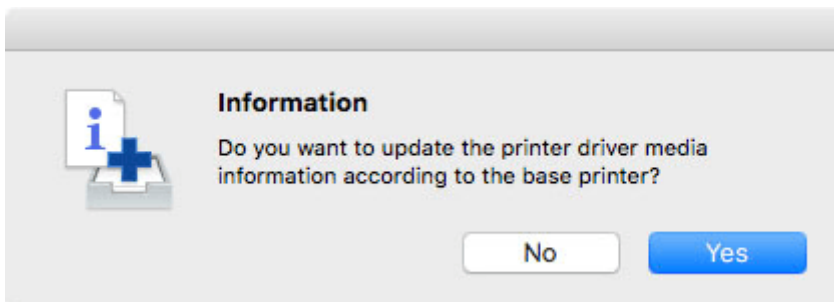 Information
Do you want to update the printer driver media
information according to the base printer?
No
Yes